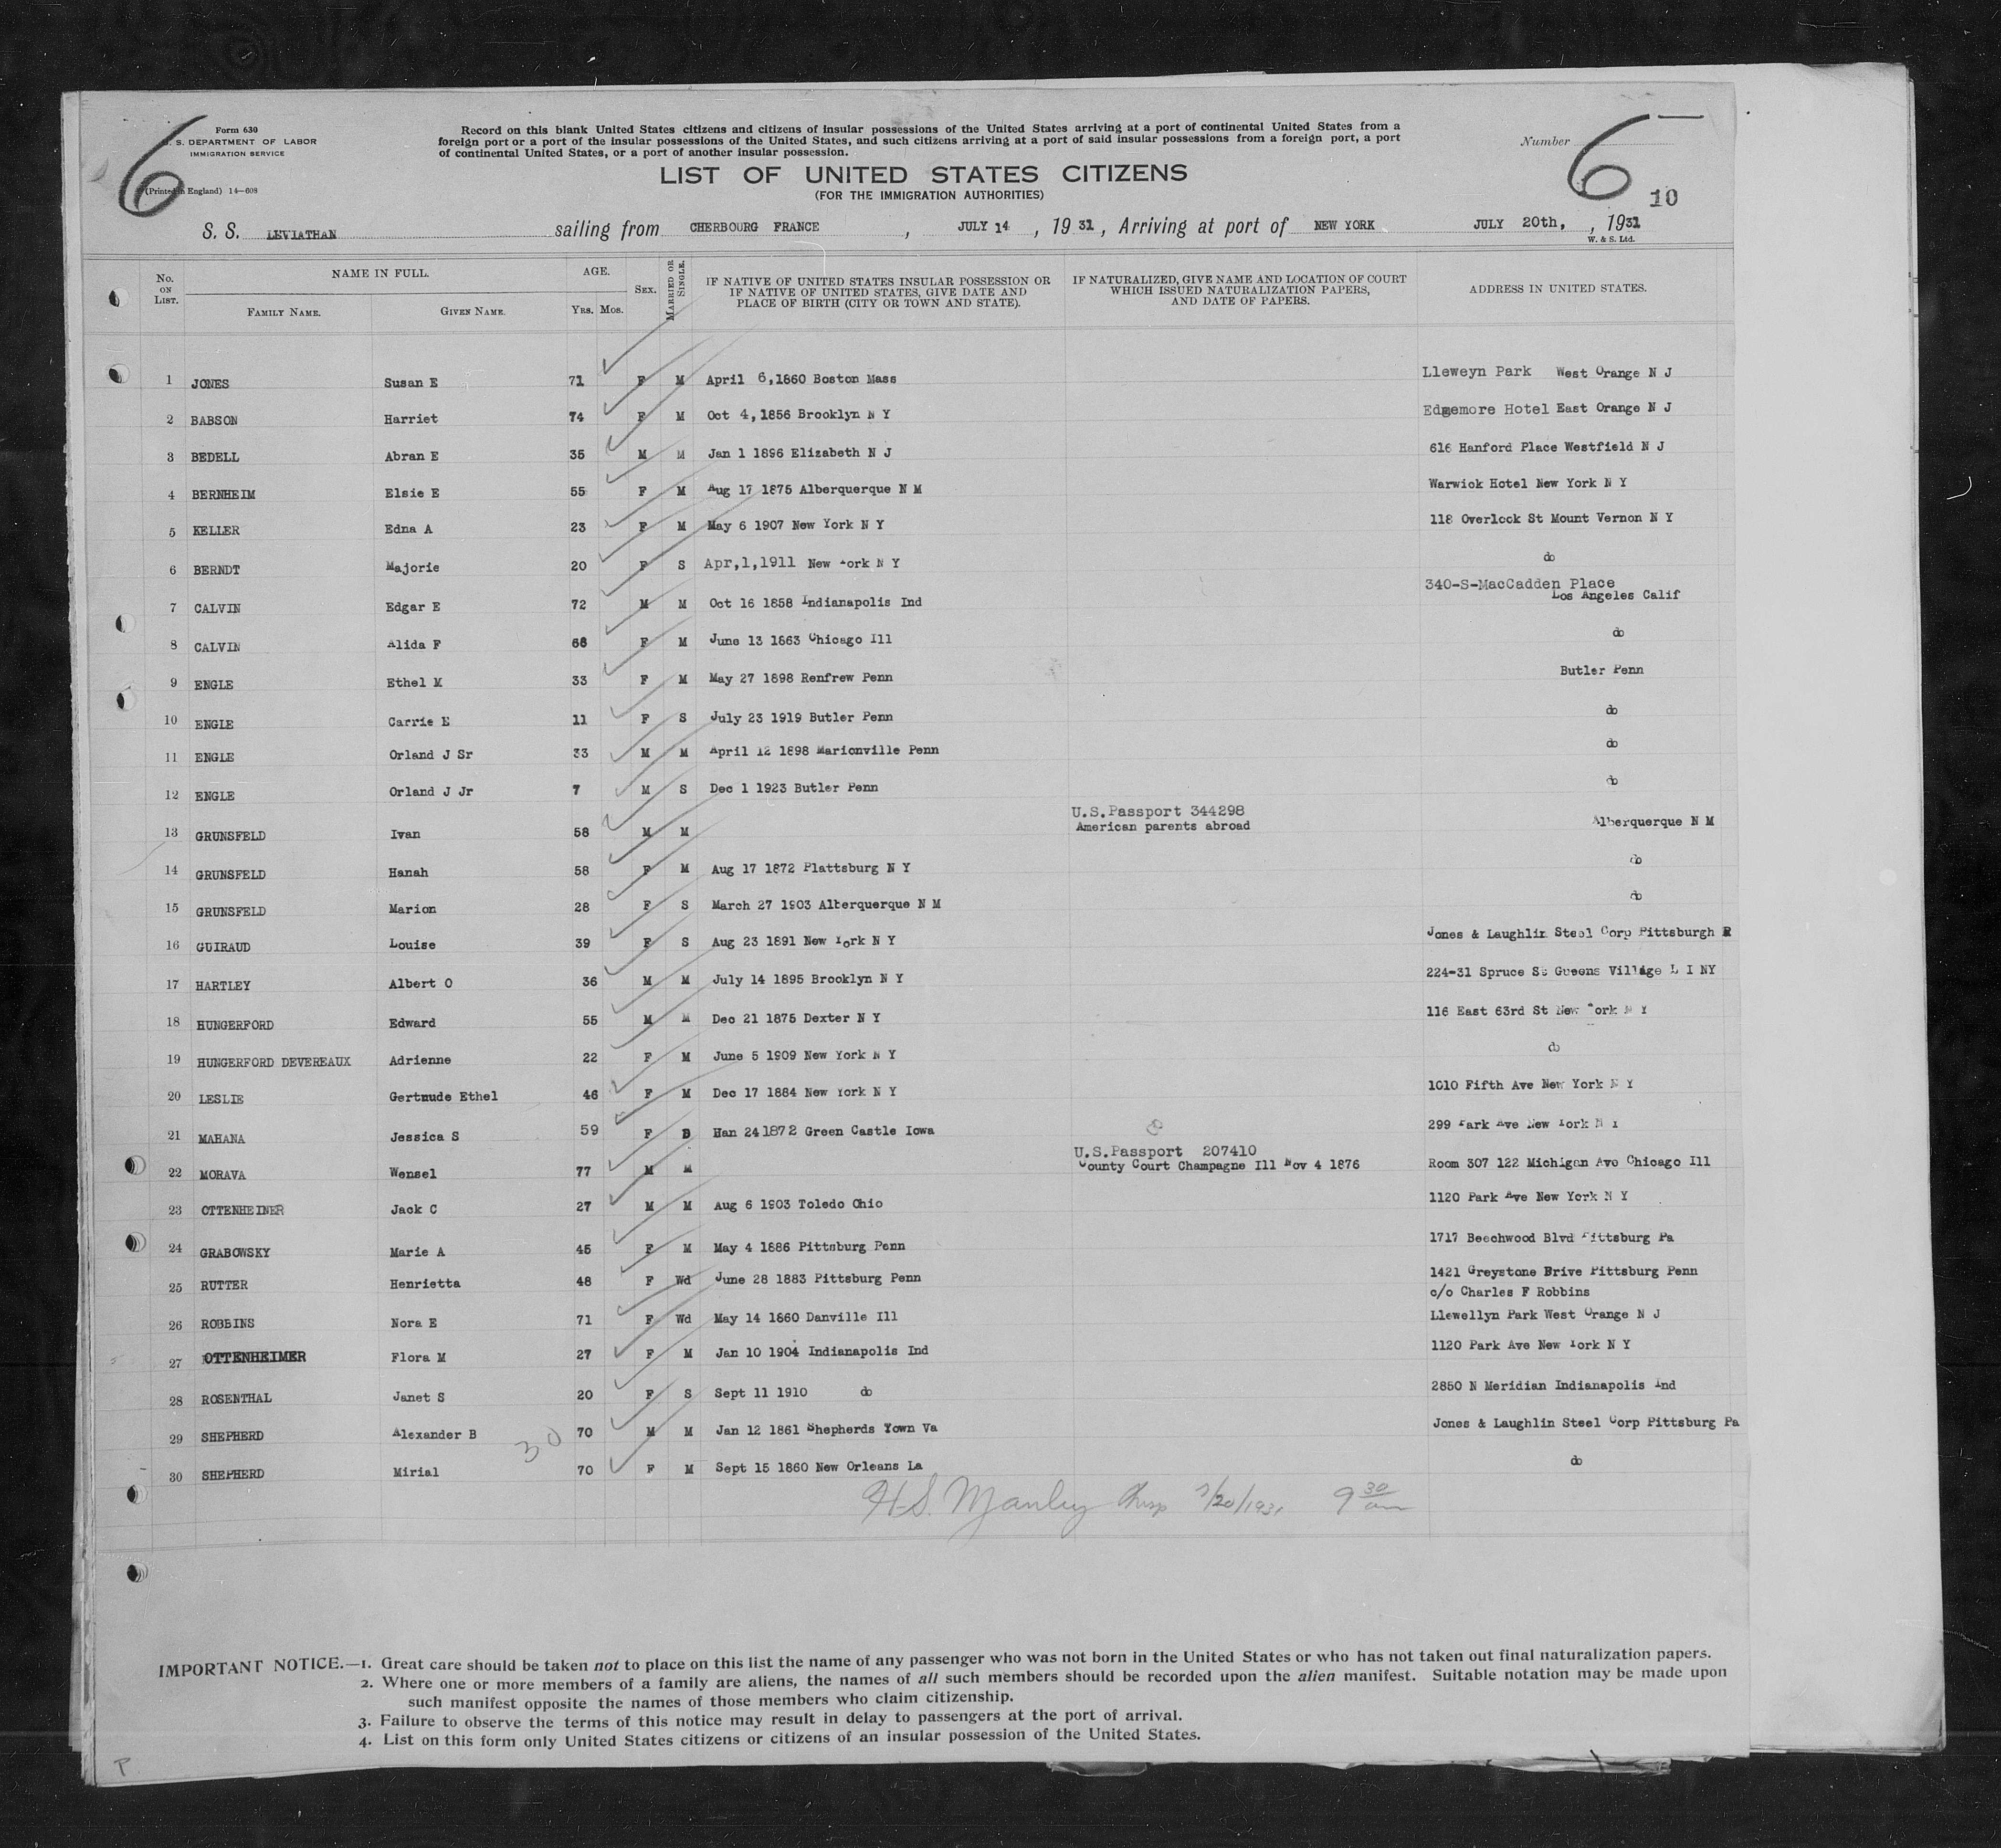 6
Form 630
S. DEPARTMENT OF LABOR
IMMIGRATION SERVICE
(Printed in England) 14—608
Record on this blank United States citizens and citizens of insular possessions of the United States arriving at a port of continental United States from a
foreign port or a port of the insular possessions of the United States, and such citizens arriving at a port of said insular possessions from a foreign port, a port
of continental United States, or a port of another insular possession.
LIST OF UNITED STATES CITIZENS
(FOR THE IMMIGRATION AUTHORITIES)
Number 6
10
S. S. LEVIATHAN sailing from CHERBOURG FRANCE, JULY 14, 1931, Arriving at port of NEW YORK JULY 20th,, 1931
W. & S. Ltd.
No. ON LIST. NAME IN FULL. FAMILY NAME. GIVEN NAME. AGE. YRS. MOS. SEX. MARRIED OR SINGLE. IF NATIVE OF UNITED STATES INSULAR POSSESSION OR IF NATIVE OF UNITED STATES, GIVE DATE AND PLACE OF BIRTH (CITY OR TOWN AND STATE). IF NATURALIZED, GIVE NAME AND LOCATION OF COURT WHICH ISSUED NATURALIZATION PAPERS, AND DATE OF PAPERS. ADDRESS IN UNITED STATES.
1 JONES Susan E 71 F M April 6,1860 Boston Mass Lleweyn Park West Orange N J
2 BABSON Harriet 74 F M Oct 4,1856 Brooklyn N Y Edgemore Hotel East Orange N J
3 BEDELL Abran E 35 M M Jan 1 1896 Elizabeth N J 616 Hanford Place Westfield N J
4 BERNHEIM Elsie E 55 F M Aug 17 1875 Alberquerque N M Warwick Hotel New York N Y
5 KELLER Edna A 23 F M May 6 1907 New York N Y 118 Overlock St Mount Vernon N Y
6 BERNDT Majorie 20 F S Apr,1,1911 New York N Y do
7 CALVIN Edgar E 72 M M Oct 16 1858 Indianapolis Ind 340-S-MacCadden Place
Los Angeles Calif
8 CALVIN Alida F 68 F M June 13 1863 Chicago Ill do
9 ENGLE Ethel M 33 F M May 27 1898 Renfrew Penn Butler Penn
10 ENGLE Carrie E 11 F S July 23 1919 Butler Penn do
11 ENGLE Orland J Sr 33 M M April 12 1898 Marionville Penn do
12 ENGLE Orland J Jr 7 M S Dec 1 1923 Butler Penn do
13 GRUNSFELD Ivan 58 M M U.S.Passport 344298
American parents abroad Alberquerque N M
14 GRUNSFELD Hanah 58 F M Aug 17 1872 Plattsburg N Y do
15 GRUNSFELD Marion 28 F S March 27 1903 Alberquerque N M do
16 GUIRAUD Louise 39 F S Aug 23 1891 New York N Y Jones & Laughlin Steel Corp Pittsburgh
17 HARTLEY Albert O 36 M M July 14 1895 Brooklyn N Y 224-31 Spruce St Gueens Village L I NY
18 HUNGERFORD Edward 55 M M Dec 21 1875 Dexter N Y 116 East 63rd St New York N Y
19 HUNGERFORD DEVEREAUX Adrienne 22 F M June 5 1909 New York N Y do
20 LESLIE Gertnude Ethel 46 F M Dec 17 1884 New York N Y 1010 Fifth Ave New York N Y
21 MAHANA Jessica S 59 F D Han 24 1872 Green Castle Iowa 299 Park Ave New York N Y
22 MORAVA Wensel 77 M M U.S.Passport 207410
County Court Champagne Ill Nov 4 1876 Room 307 122 Michigan Ave Chicago Ill
23 OTTENHEINER Jack C 27 M M Aug 6 1903 Toledo Ohio 1120 Park Ave New York N Y
24 GRABOWSKY Marie A 45 F M May 4 1886 Pittsburg Penn 1717 Beechwood Blvd Pittsburg Pa
25 RUTTER Henrietta 48 F Wd June 28 1883 Pittsburg Penn 1421 Greystone Drive Pittsburg Penn
c/o Charles F Robbins
26 ROBBINS Nora E 71 F Wd May 14 1860 Danville Ill Llewellyn Park West Orange N J
27 OTTENHEIMER Flora M 27 F M Jan 10 1904 Indianapolis Ind 1120 Park Ave New York N Y
28 ROSENTHAL Janet S 20 F S Sept 11 1910 do 2850 N Meridian Indianapolis Ind
29 SHEPHERD Alexander B 70 M M Jan 12 1861 Shepherds Town Va Jones & Laughlin Steel Corp Pittsburg Pa
30
30 SHEPHERD Mirial 70 F M Sept 15 1860 New Orleans La do
H.S. Manley Insp 7/20/1931 9 30 am
IMPORTANT NOTICE.—1. Great care should be taken not to place on this list the name of any passenger who was not born in the United States or who has not taken out final naturalization papers.
2. Where one or more members of a family are aliens, the names of all such members should be recorded upon the alien manifest. Suitable notation may be made upon
such manifest opposite the names of those members who claim citizenship.
3. Failure to observe the terms of this notice may result in delay to passengers at the port of arrival.
4. List on this form only United States citizens or citizens of an insular possession of the United States.
P